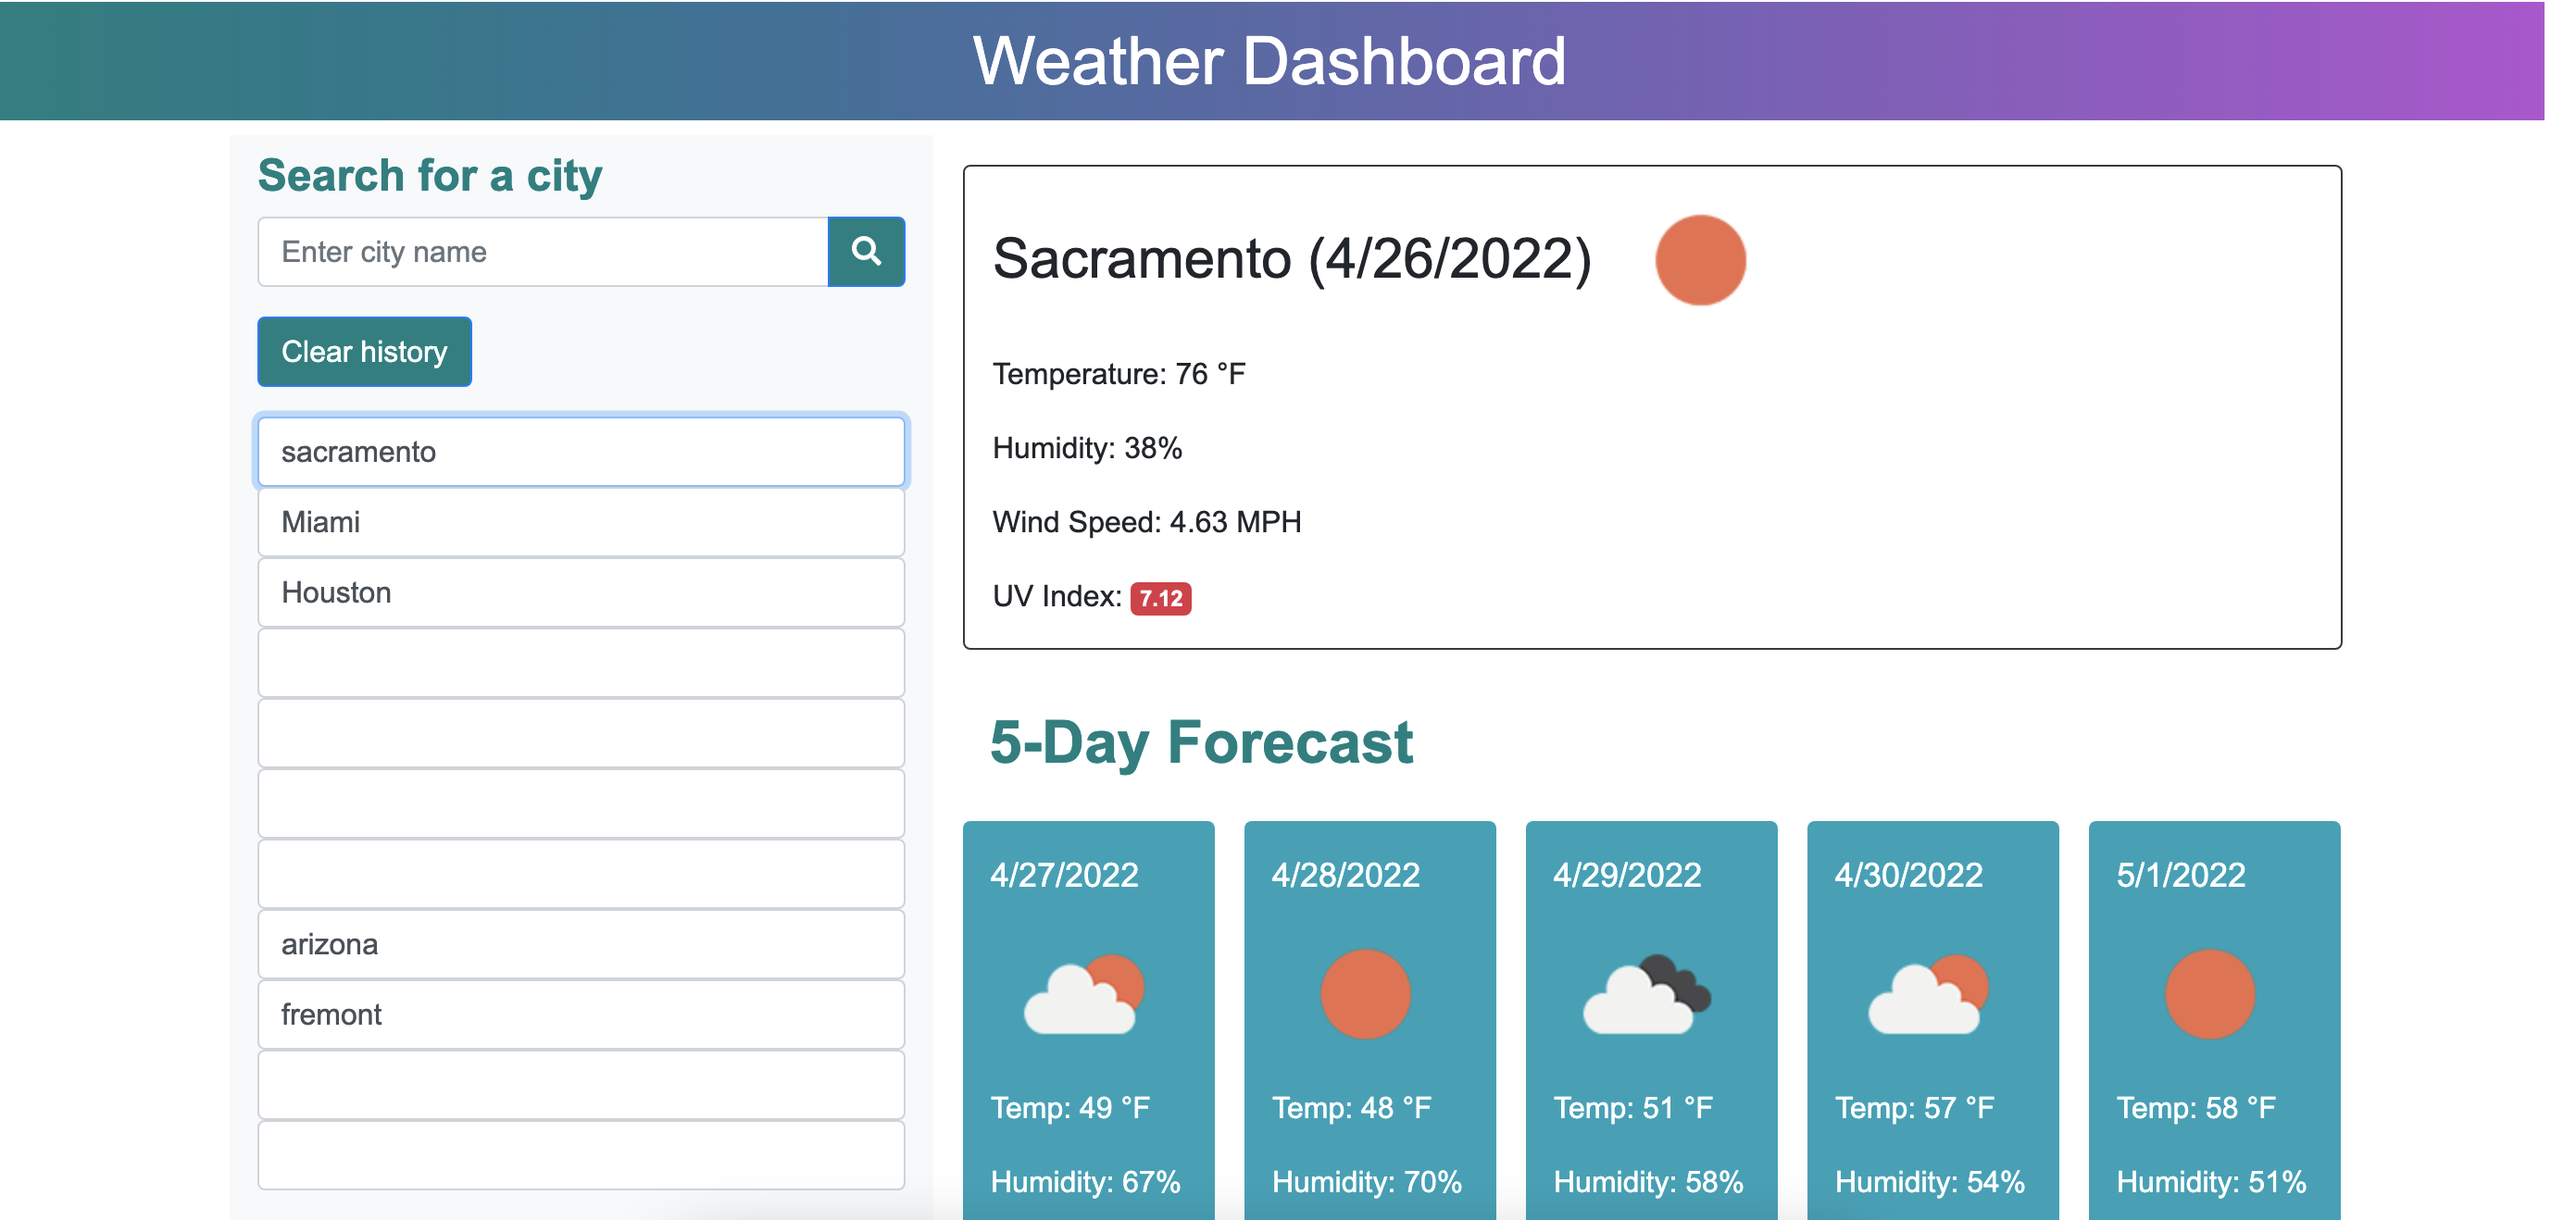 Weather Dashboard
Search for a city
Enter city name
Clear history
sacramento
Miami
Houston
arizona
fremont
Sacramento (4/26/2022)
Temperature: 76 °F
Humidity: 38%
Wind Speed: 4.63 MPH
UV Index: 7.12
5-Day Forecast
4/27/2022
Temp: 49 °F
Humidity: 67%
4/28/2022
Temp: 48 °F
Humidity: 70%
4/29/2022
Temp: 51 °F
Humidity: 58%
4/30/2022
Temp: 57 °F
Humidity: 54%
5/1/2022
Temp: 58 °F
Humidity: 51%